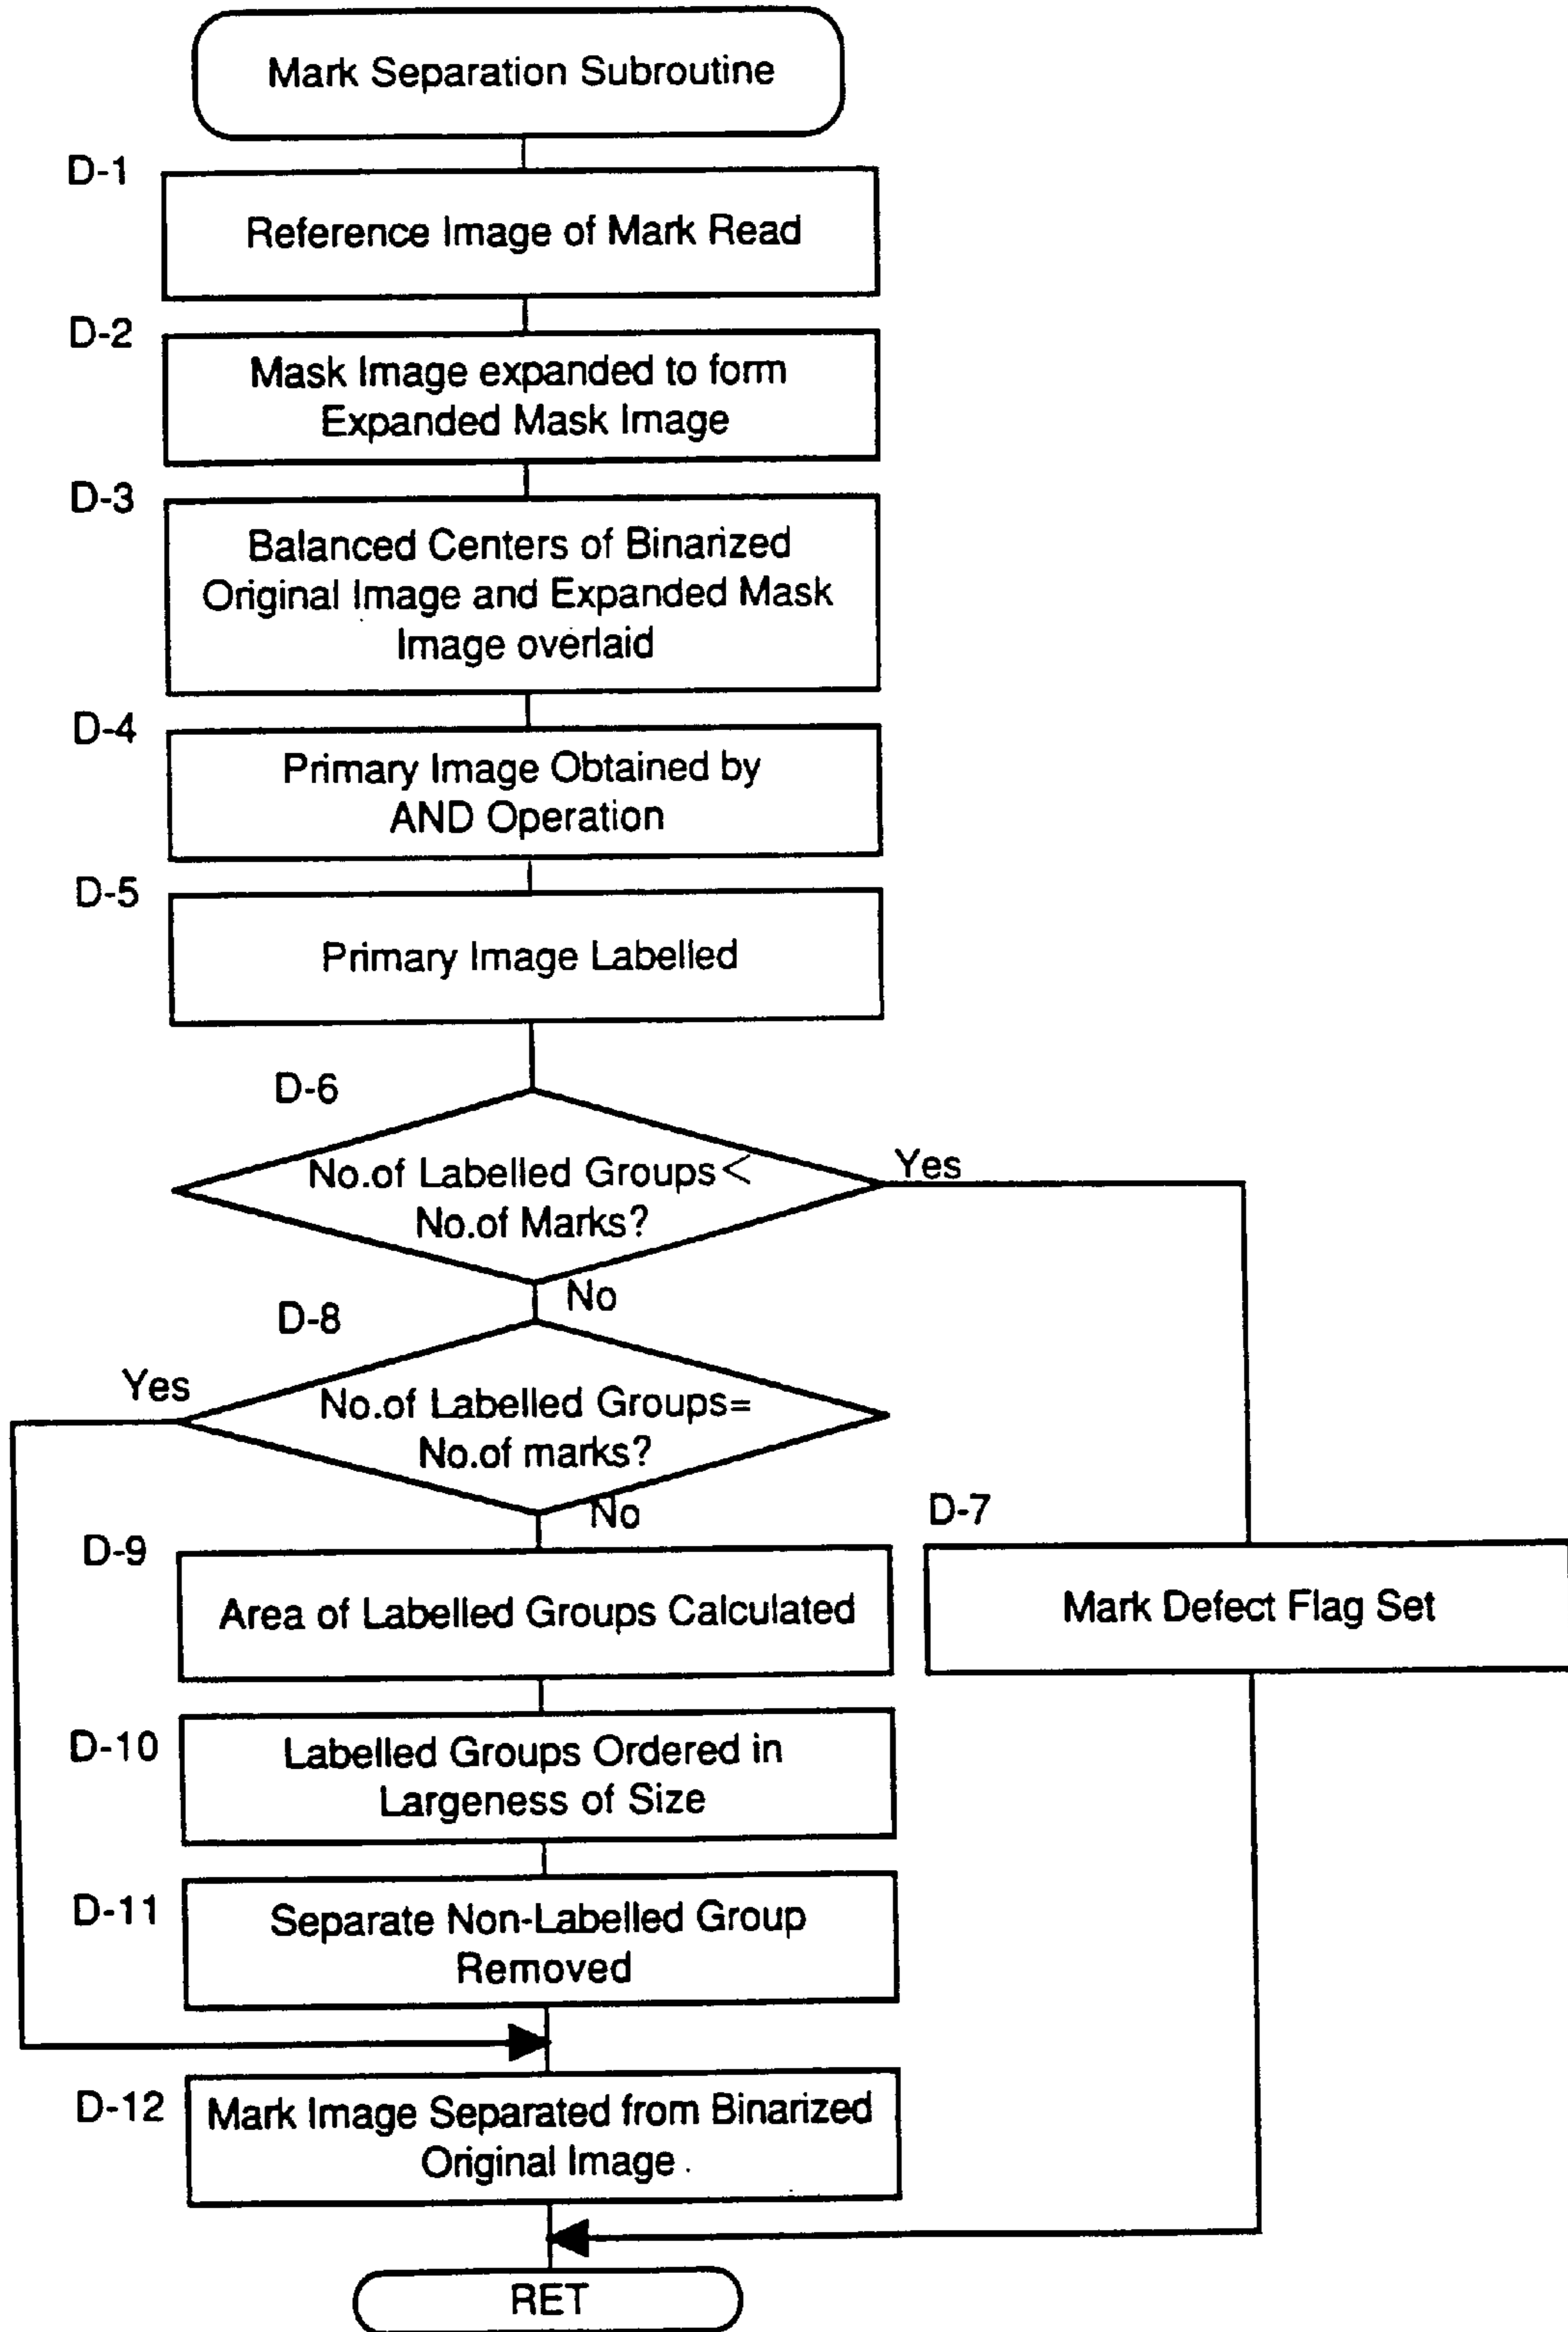 Mark Separation Subroutine
D-1
Reference Image of Mark Read
D-2
Mask Image expanded to form
Expanded Mask Image
D-3
Balanced Centers of Binarized
Original Image and Expanded Mask
Image overlaid
D-4
Primary Image Obtained by
AND Operation
D-5
Primary Image Labelled
D-6
No.of Labelled Groups<
No.of Marks?
Yes
No
D-8
Yes
No.of Labelled Groups=
No.of marks?
No
D-7
Mark Defect Flag Set
D-9
Area of Labelled Groups Calculated
D-10
Labelled Groups Ordered in
Largeness of Size
D-11
Separate Non-Labelled Group
Removed
D-12
Mark Image Separated from Binarized
Original Image
RET